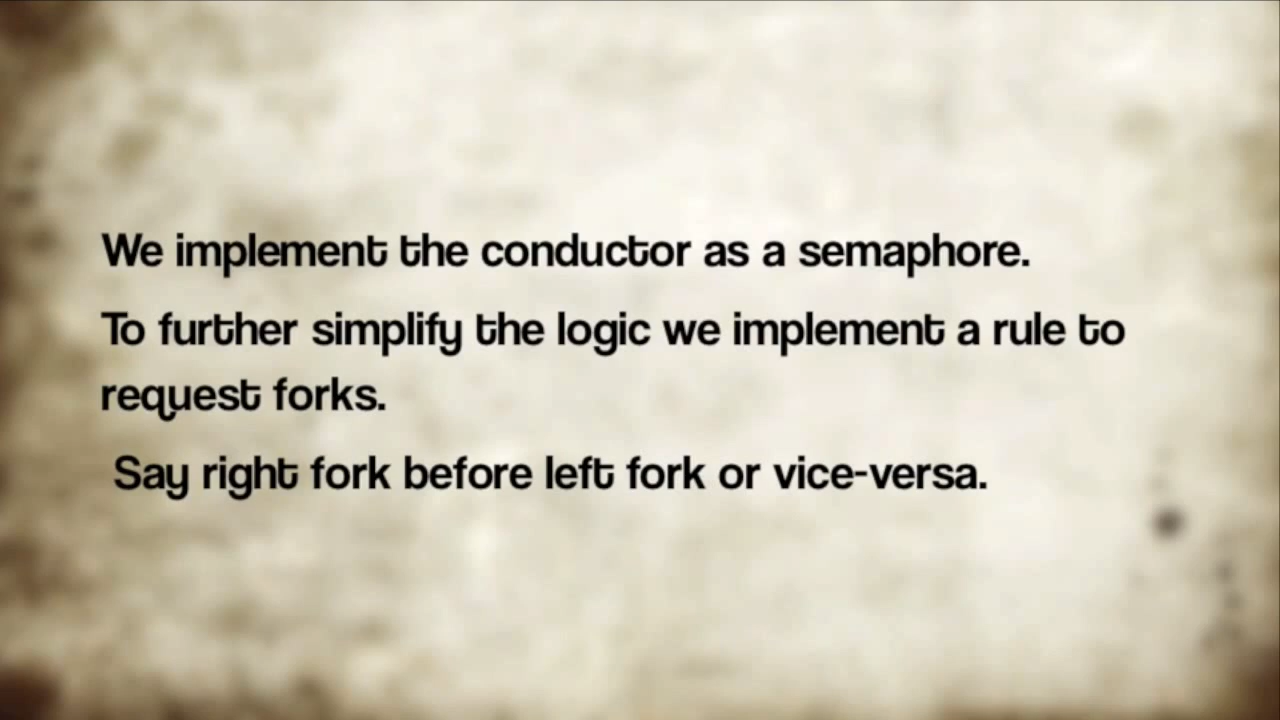 We implement the conductor as a semaphore.
To further simplify the logic we implement a rule to
request forks.
Say right fork before left fork or vice-versa.